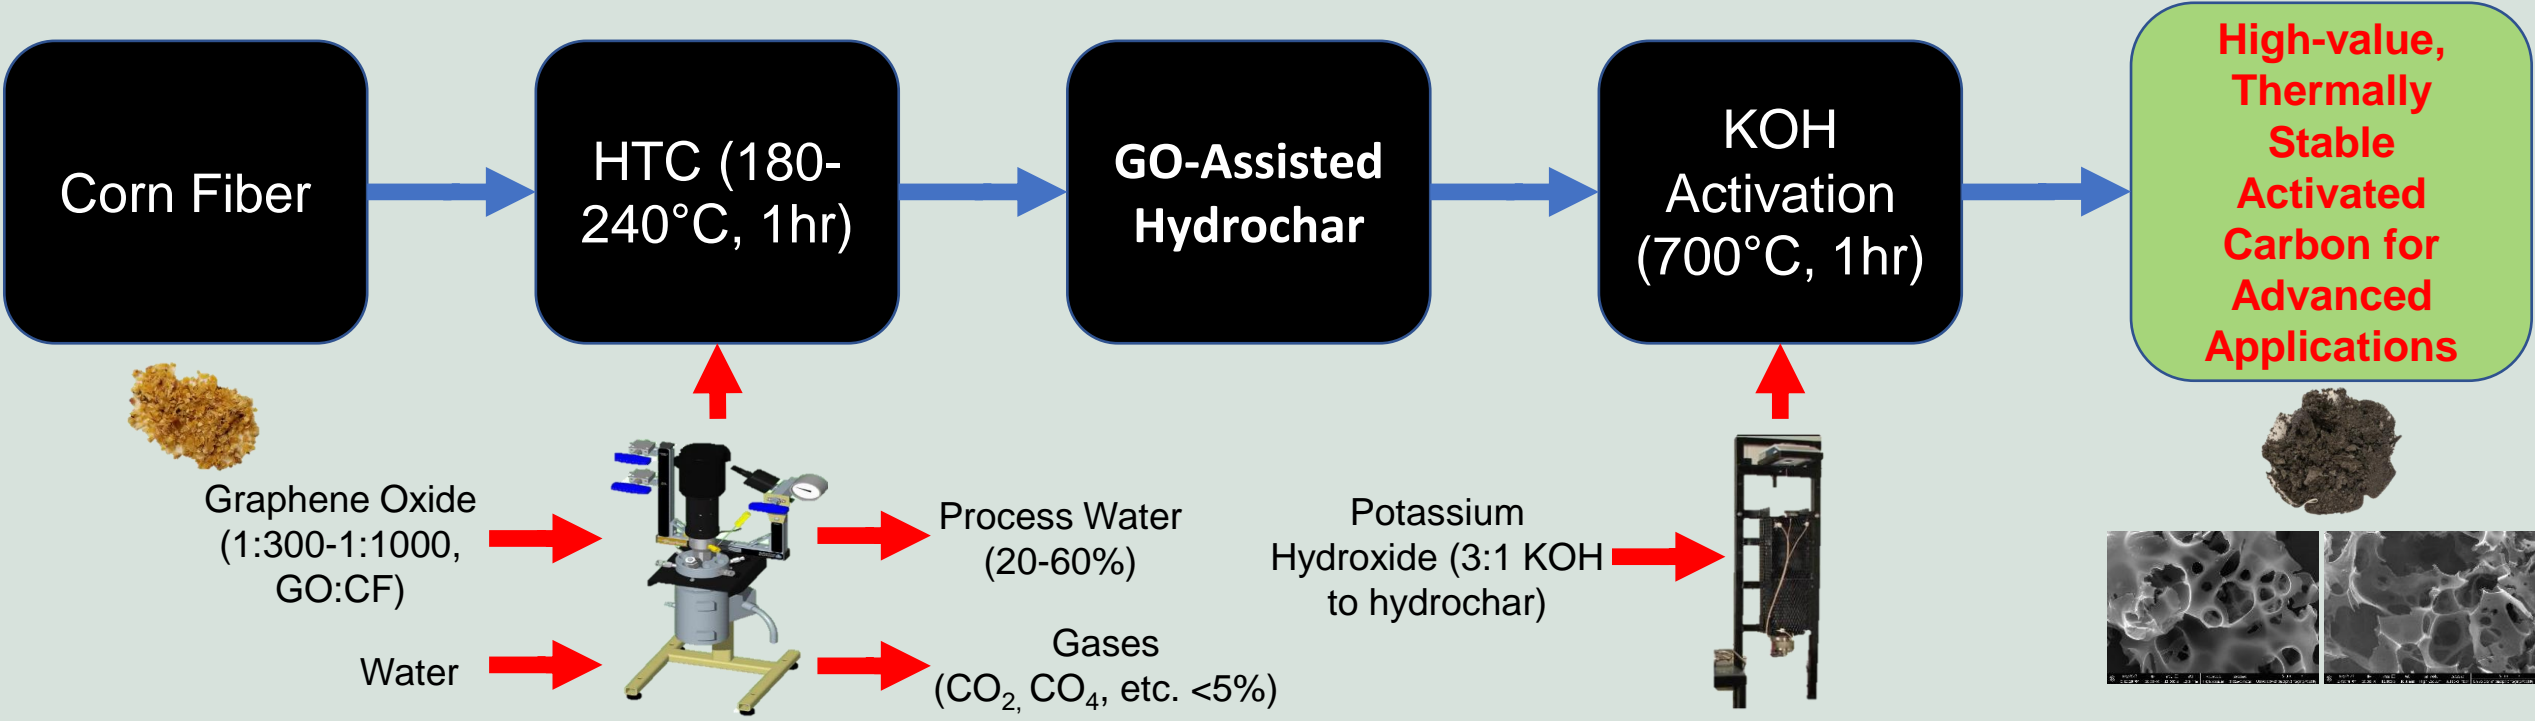 Corn Fiber
HTC (180-
240°C, 1hr)
GO-Assisted
Hydrochar
KOH
Activation
(700°C, 1hr)
High-value,
Thermally
Stable
Activated
Carbon for
Advanced
Applications
Graphene Oxide
(1:300-1:1000,
GO:CF)
Water
Process Water
(20-60%)
Gases
(CO₂, CO₄, etc. <5%)
Potassium
Hydroxide (3:1 KOH
to hydrochar)